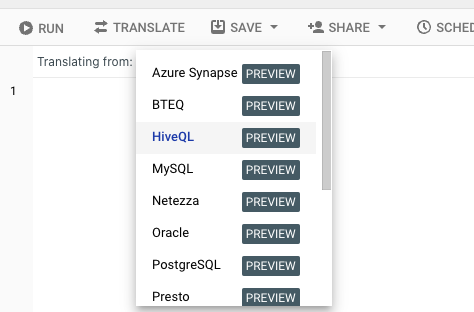 RUN TRANSLATE SAVE SHARE SCHED
Translating from:
1
Azure Synapse PREVIEW
BTEQ PREVIEW
HiveQL PREVIEW
MySQL PREVIEW
Netezza PREVIEW
Oracle PREVIEW
PostgreSQL PREVIEW
Presto PREVIEW